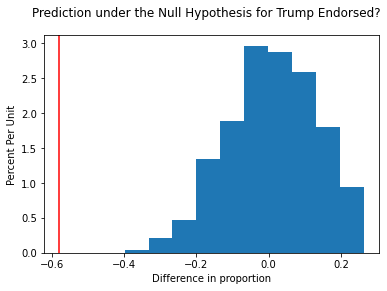 Prediction under the Null Hypothesis for Trump Endorsed?
3.0
2.5
2.0
1.5
1.0
0.5
0.0
Percent Per Unit
−0.6 −0.4 −0.2 0.0 0.2
Difference in proportion